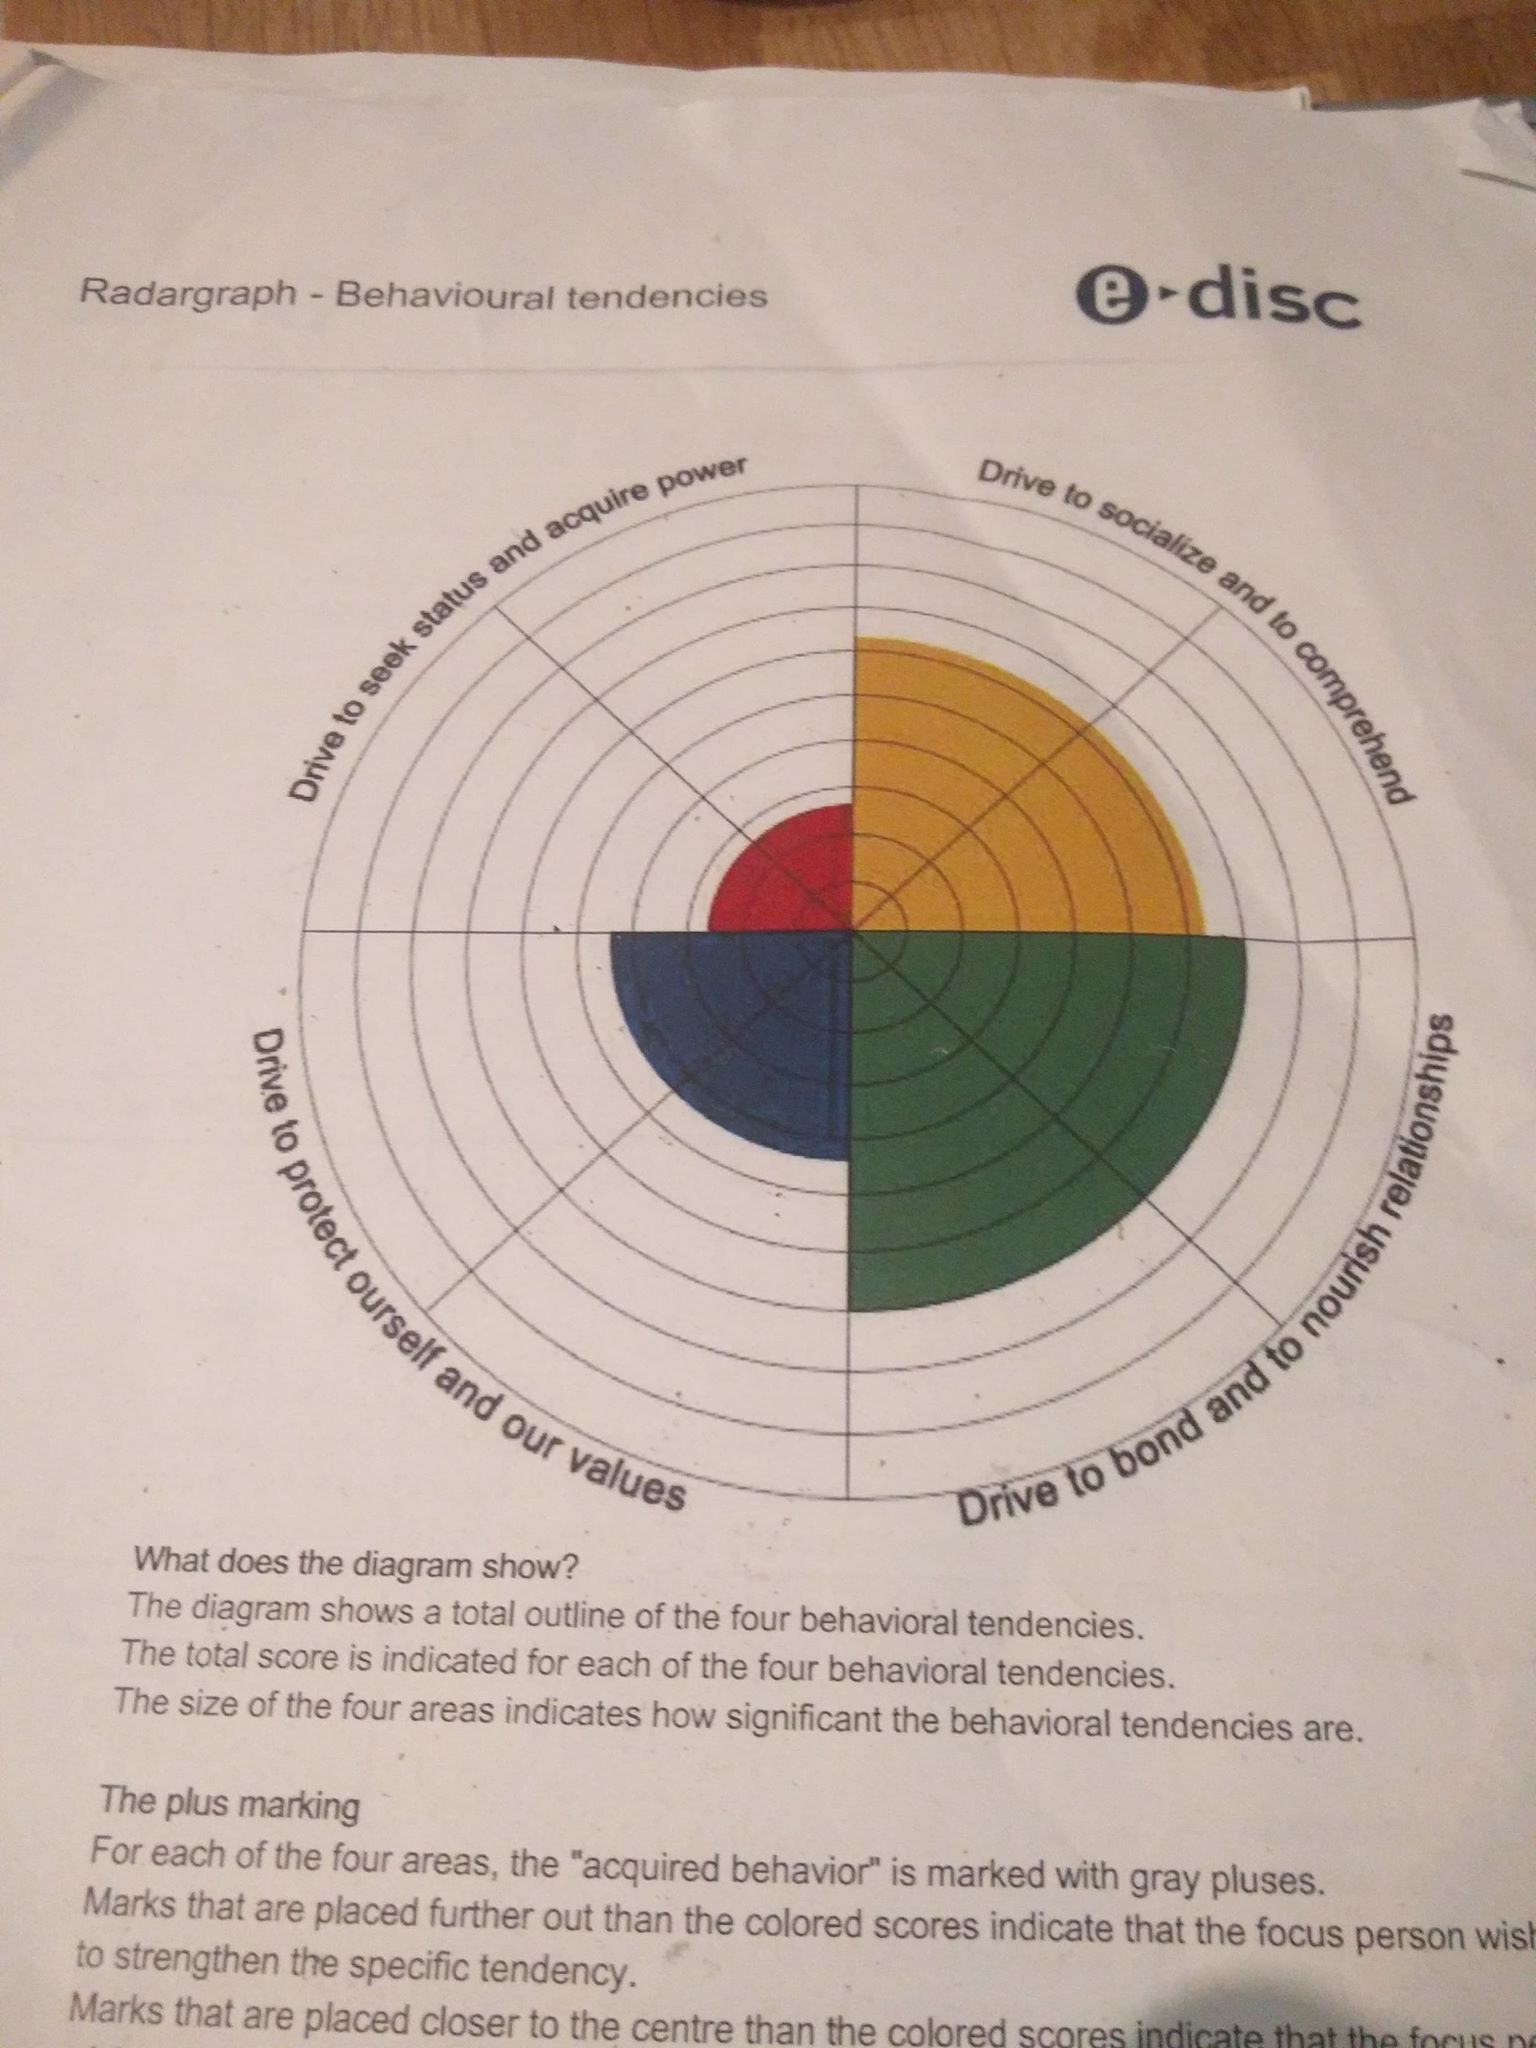 Radargraph - Behavioural tendencies
e-disc
Drive to seek status and acquire power
Drive to socialize and to comprehend
Drive to protect ourself and our values
Drive to bond and to nourish relationships
What does the diagram show?
The diagram shows a total outline of the four behavioral tendencies.
The total score is indicated for each of the four behavioral tendencies.
The size of the four areas indicates how significant the behavioral tendencies are.
The plus marking
For each of the four areas, the "acquired behavior" is marked with gray pluses.
Marks that are placed further out than the colored scores indicate that the focus person wish
to strengthen the specific tendency.
Marks that are placed closer to the centre than the colored scores indicate that the focus